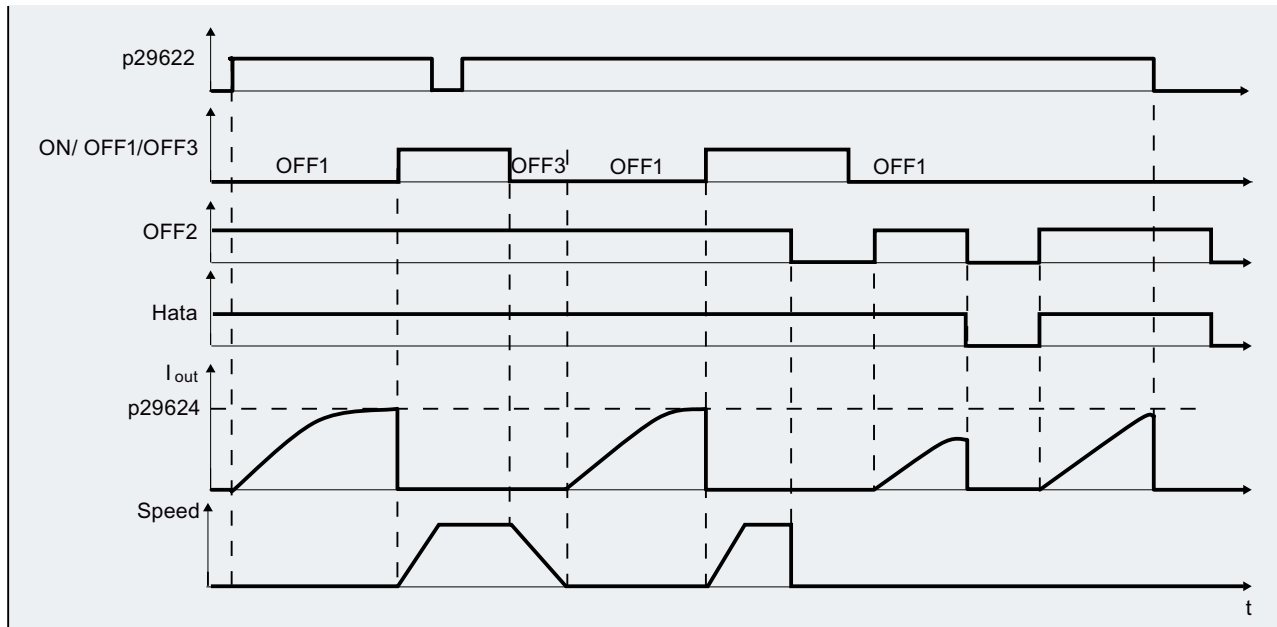 p29622
ON/ OFF1/OFF3
OFF1
OFF3
OFF1
OFF1
OFF2
Hata
I out
p29624
Speed
t